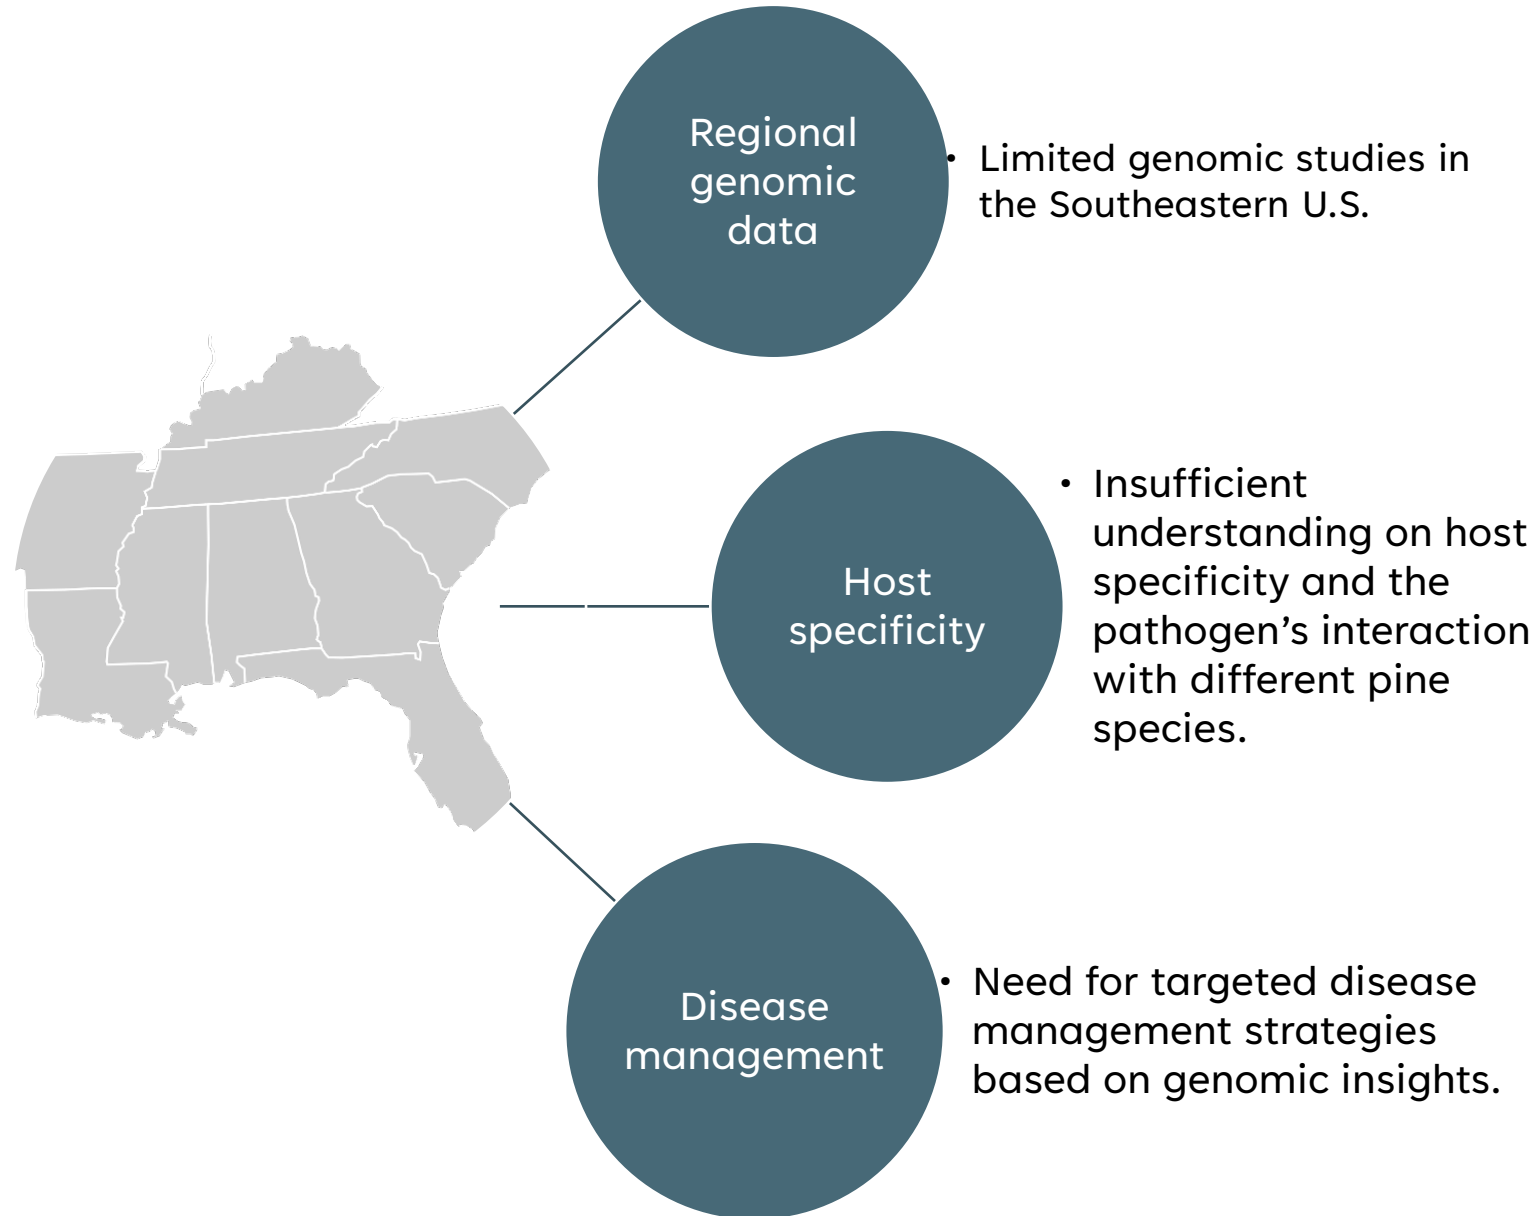 Regional
genomic
data
• Limited genomic studies in
the Southeastern U.S.
Host
specificity
• Insufficient
understanding on host
specificity and the
pathogen’s interaction
with different pine
species.
Disease
management
• Need for targeted disease
management strategies
based on genomic insights.